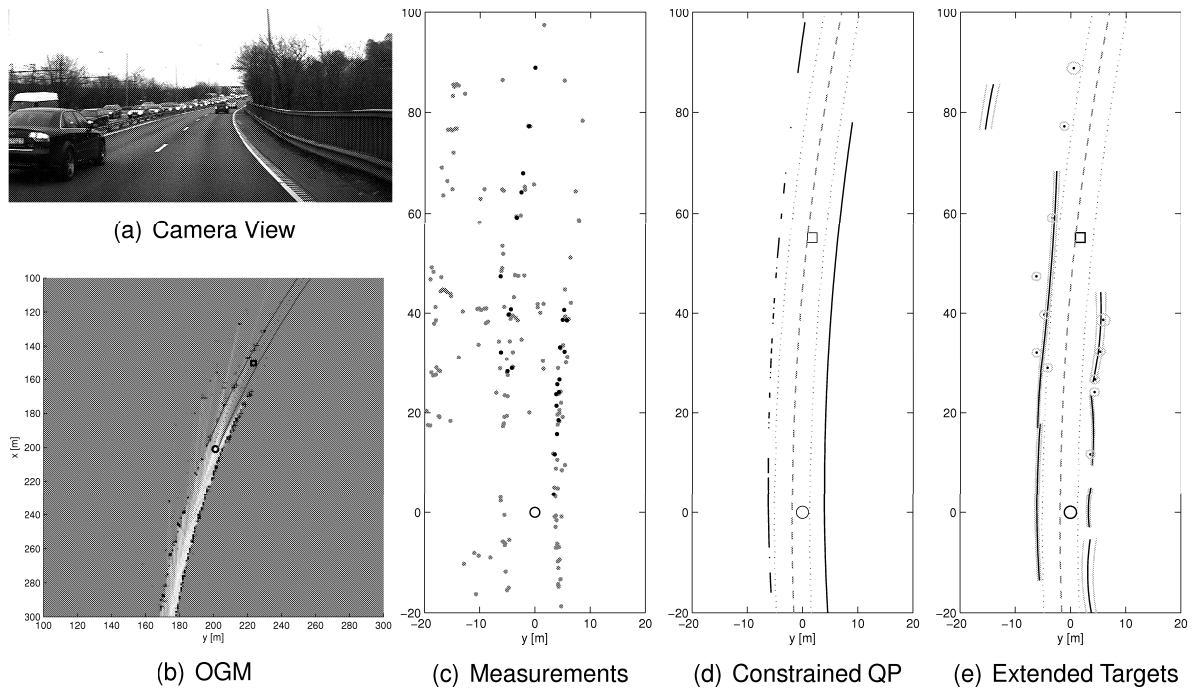 (a) Camera View
100
120
140
160
180
200
220
240
260
280
300
x [m]
100 120 140 160 180 200 220 240 260 280 300
y [m]
(b) OGM
100
80
60
40
20
0
−20
−20 −10 0 10 20
y [m]
(c) Measurements
100
80
60
40
20
0
−20
−20 −10 0 10 20
y [m]
(d) Constrained QP
100
80
60
40
20
0
−20
−20 −10 0 10 20
y [m]
(e) Extended Targets